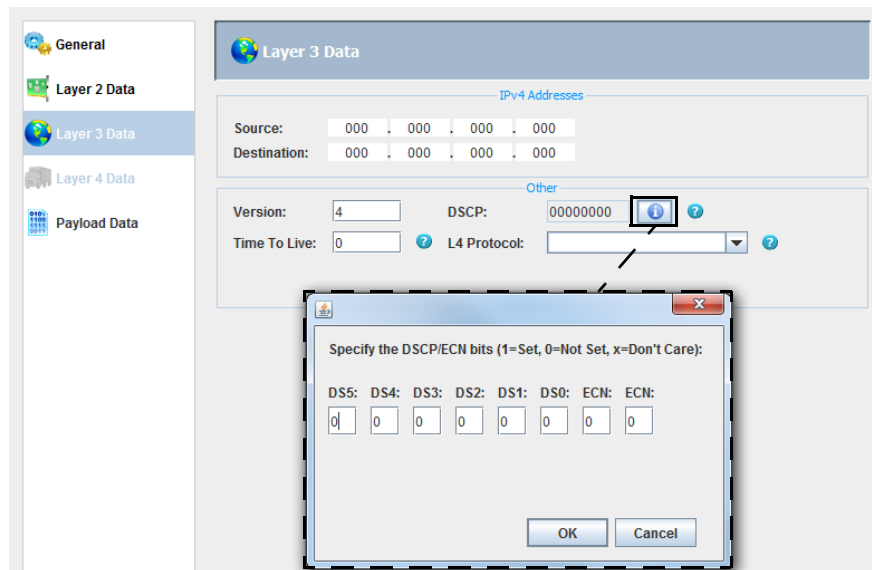 General
Layer 2 Data
Layer 3 Data
Layer 4 Data
Payload Data
Layer 3 Data
IPv4 Addresses
Source: 000 . 000 . 000 . 000
Destination: 000 . 000 . 000 . 000
Other
Version: 4 DSCP: 00000000
Time To Live: 0 L4 Protocol:
Specify the DSCP/ECN bits (1=Set, 0=Not Set, x=Don't Care):
DS5: DS4: DS3: DS2: DS1: DS0: ECN: ECN:
0 0 0 0 0 0 0 0
OK Cancel